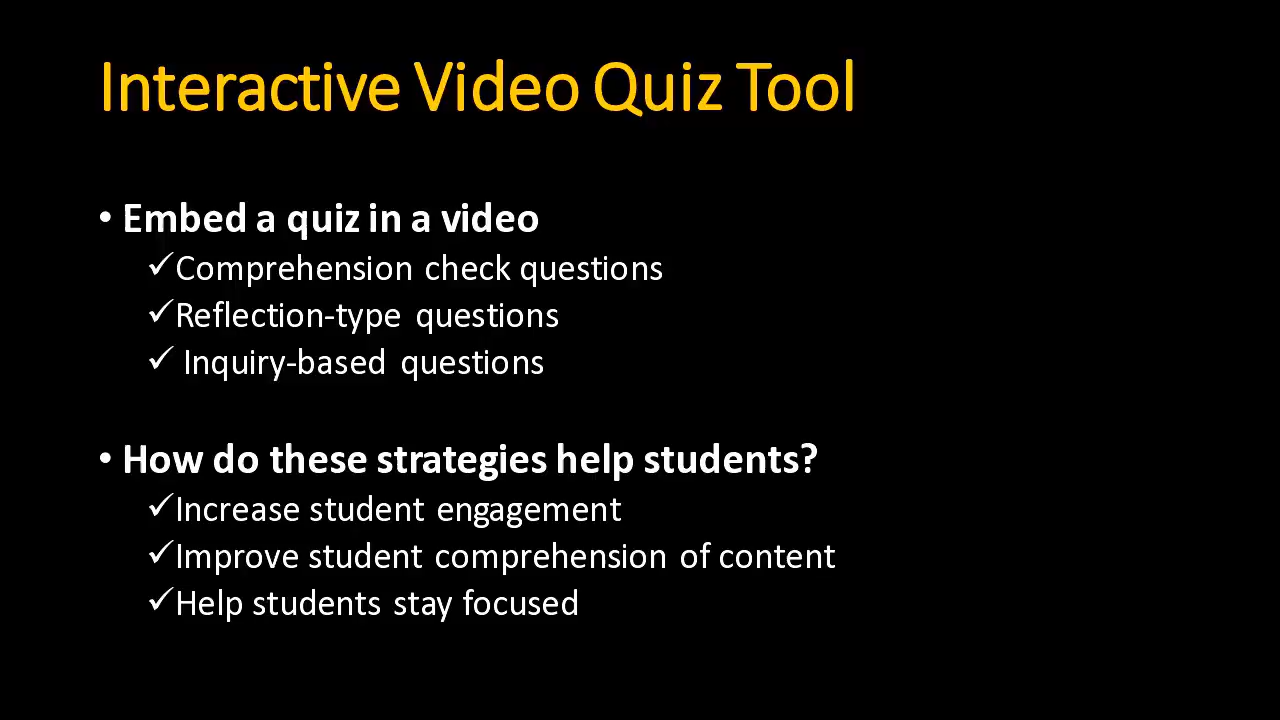 Interactive Video Quiz Tool
• Embed a quiz in a video
✓Comprehension check questions
✓Reflection-type questions
✓ Inquiry-based questions
• How do these strategies help students?
✓Increase student engagement
✓Improve student comprehension of content
✓Help students stay focused